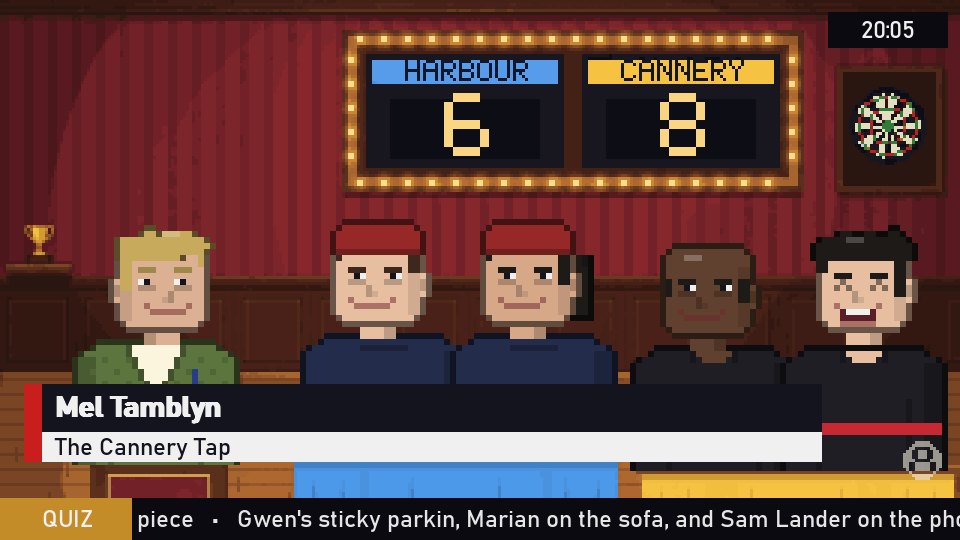 20:05
HARBOUR CANNERY
6 8
Mel Tamblyn
The Cannery Tap
QUIZ piece · Gwen's sticky parkin, Marian on the sofa, and Sam Lander on the pho